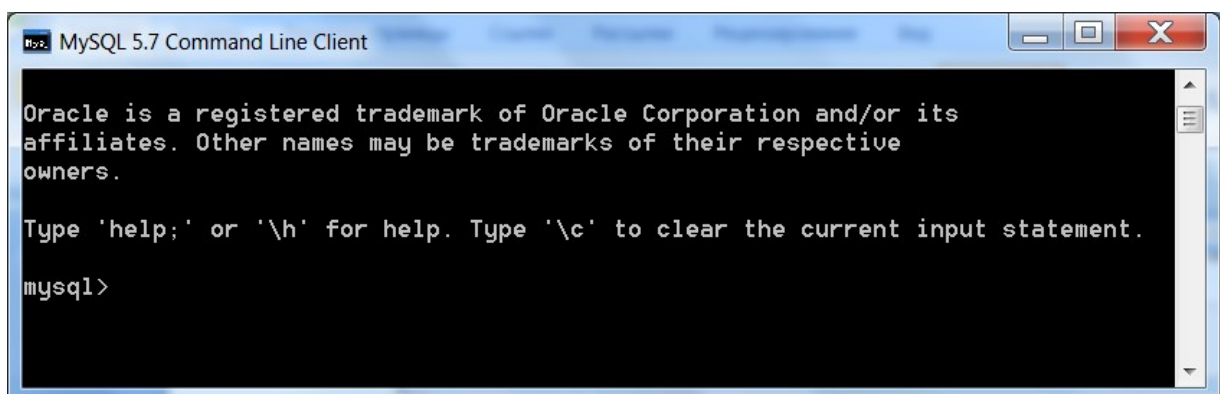 MySQL 5.7 Command Line Client
Oracle is a registered trademark of Oracle Corporation and/or its
affiliates. Other names may be trademarks of their respective
owners.
Type 'help;' or '\h' for help. Type '\c' to clear the current input statement.
mysql>